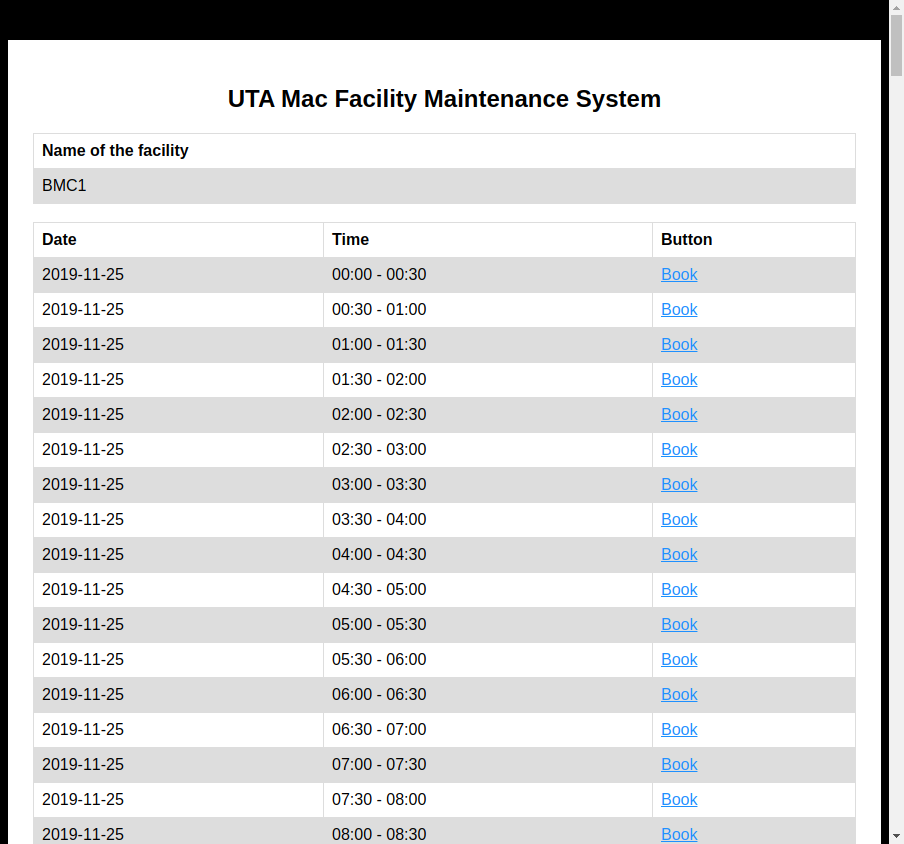 UTA Mac Facility Maintenance System
Name of the facility
BMC1
Date Time Button
2019-11-25 00:00 - 00:30 Book
2019-11-25 00:30 - 01:00 Book
2019-11-25 01:00 - 01:30 Book
2019-11-25 01:30 - 02:00 Book
2019-11-25 02:00 - 02:30 Book
2019-11-25 02:30 - 03:00 Book
2019-11-25 03:00 - 03:30 Book
2019-11-25 03:30 - 04:00 Book
2019-11-25 04:00 - 04:30 Book
2019-11-25 04:30 - 05:00 Book
2019-11-25 05:00 - 05:30 Book
2019-11-25 05:30 - 06:00 Book
2019-11-25 06:00 - 06:30 Book
2019-11-25 06:30 - 07:00 Book
2019-11-25 07:00 - 07:30 Book
2019-11-25 07:30 - 08:00 Book
2019-11-25 08:00 - 08:30 Book